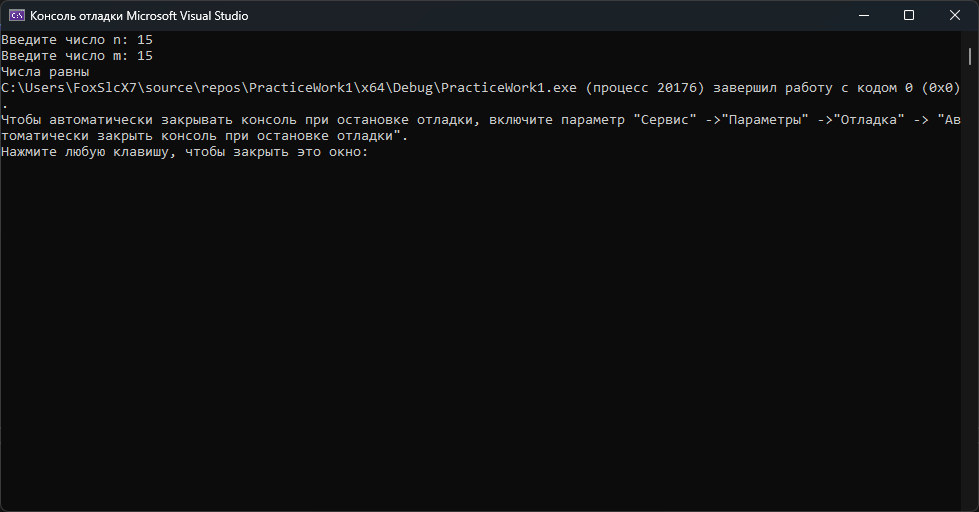 Консоль отладки Microsoft Visual Studio
Введите число n: 15
Введите число m: 15
Числа равны
C:\Users\FoxSlcX7\source\repos\PracticeWork1\x64\Debug\PracticeWork1.exe (процесс 20176) завершил работу с кодом 0 (0x0)
.
Чтобы автоматически закрывать консоль при остановке отладки, включите параметр "Сервис" ->"Параметры" ->"Отладка" -> "Ав
томатически закрыть консоль при остановке отладки".
Нажмите любую клавишу, чтобы закрыть это окно: